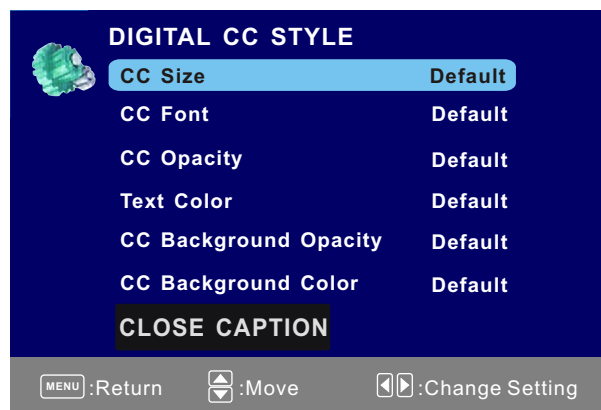 DIGITAL CC STYLE
CC Size Default
CC Font Default
CC Opacity Default
Text Color Default
CC Background Opacity Default
CC Background Color Default
CLOSE CAPTION
MENU :Return :Move :Change Setting